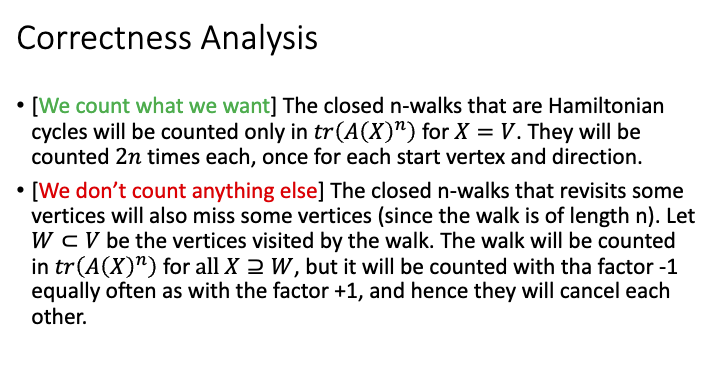 Correctness Analysis
• [We count what we want] The closed n-walks that are Hamiltonian
cycles will be counted only in 𝑡𝑟(𝐴(𝑋)ⁿ) for 𝑋 = 𝑉. They will be
counted 2𝑛 times each, once for each start vertex and direction.
• [We don’t count anything else] The closed n-walks that revisits some
vertices will also miss some vertices (since the walk is of length n). Let
𝑊 ⊂ 𝑉 be the vertices visited by the walk. The walk will be counted
in 𝑡𝑟(𝐴(𝑋)ⁿ) for all 𝑋 ⊇ 𝑊, but it will be counted with tha factor -1
equally often as with the factor +1, and hence they will cancel each
other.